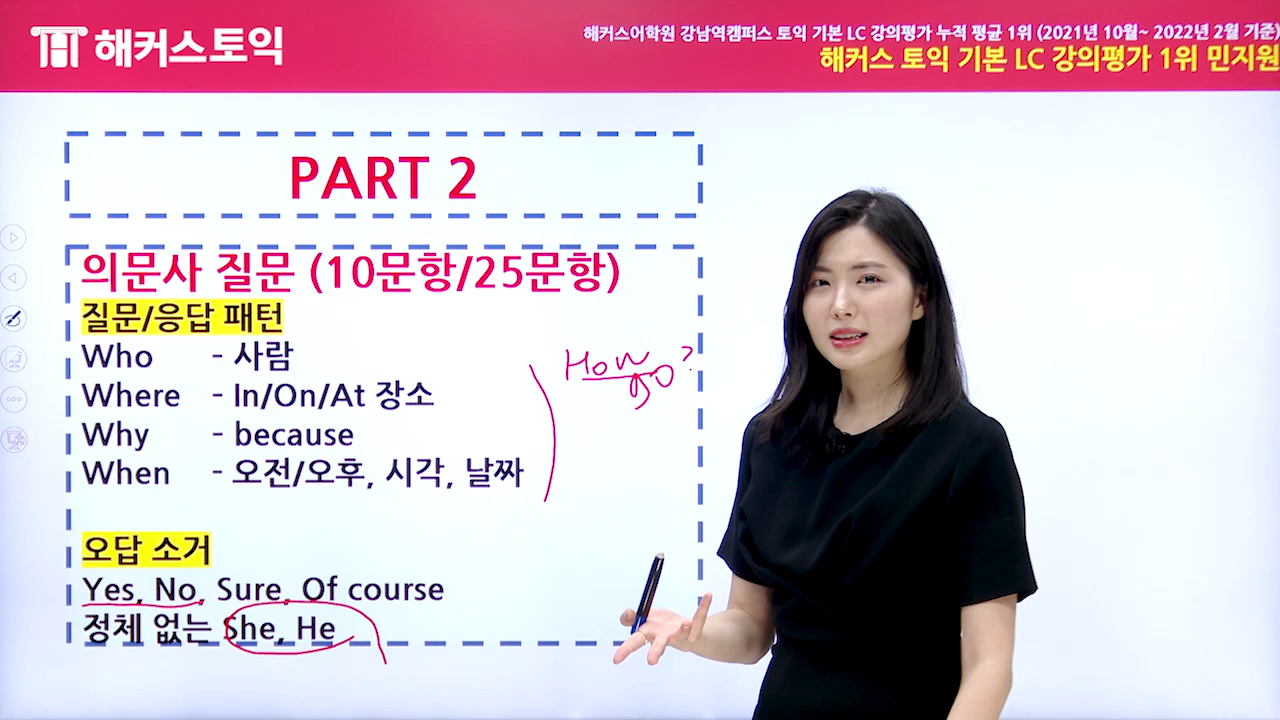 해커스토익
해커스어학원 강남역캠퍼스 토익 기본 LC 강의평가 누적 평균 1위 (2021년 10월~ 2022년 2월 기준)
해커스 토익 기본 LC 강의평가 1위 민지원
PART 2
의문사 질문 (10문항/25문항)
질문/응답 패턴
Who - 사람
Where - In/On/At 장소
Why - because
When - 오전/오후, 시각, 날짜
How ?
오답 소거
Yes, No, Sure, Of course
정체 없는 She, He